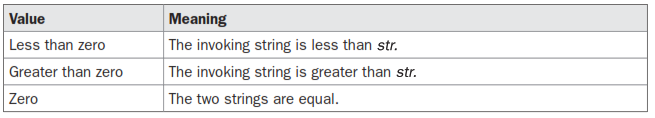 Value Meaning
Less than zero The invoking string is less than str.
Greater than zero The invoking string is greater than str.
Zero The two strings are equal.